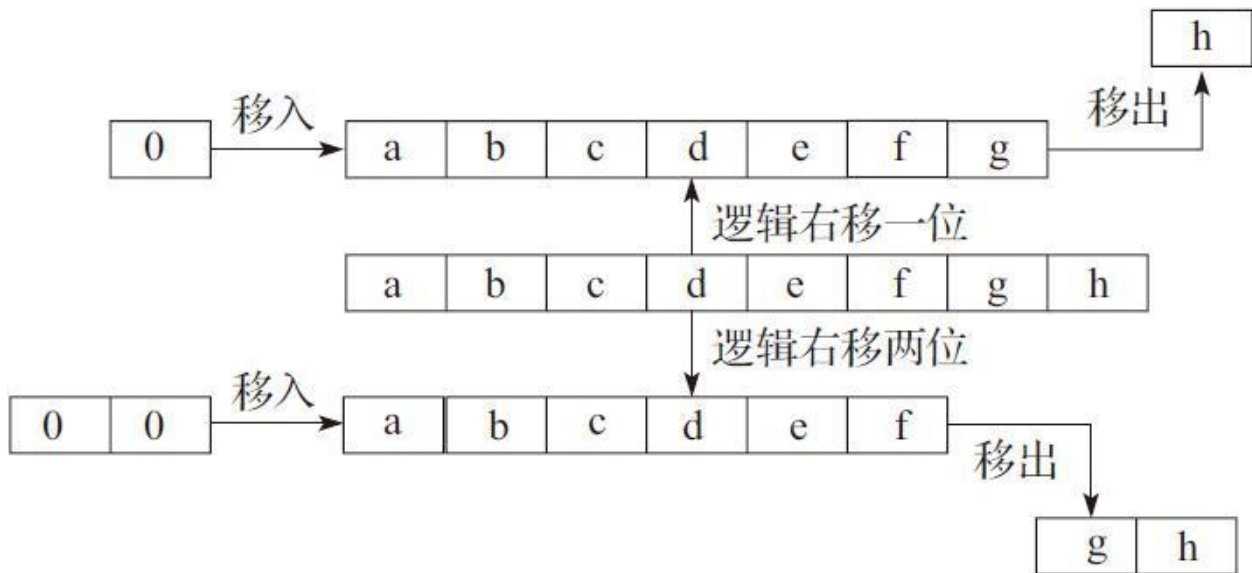 h
移入
移出
0 a b c d e f g
逻辑右移一位
a b c d e f g h
逻辑右移两位
移入
0 0 a b c d e f
移出
g h